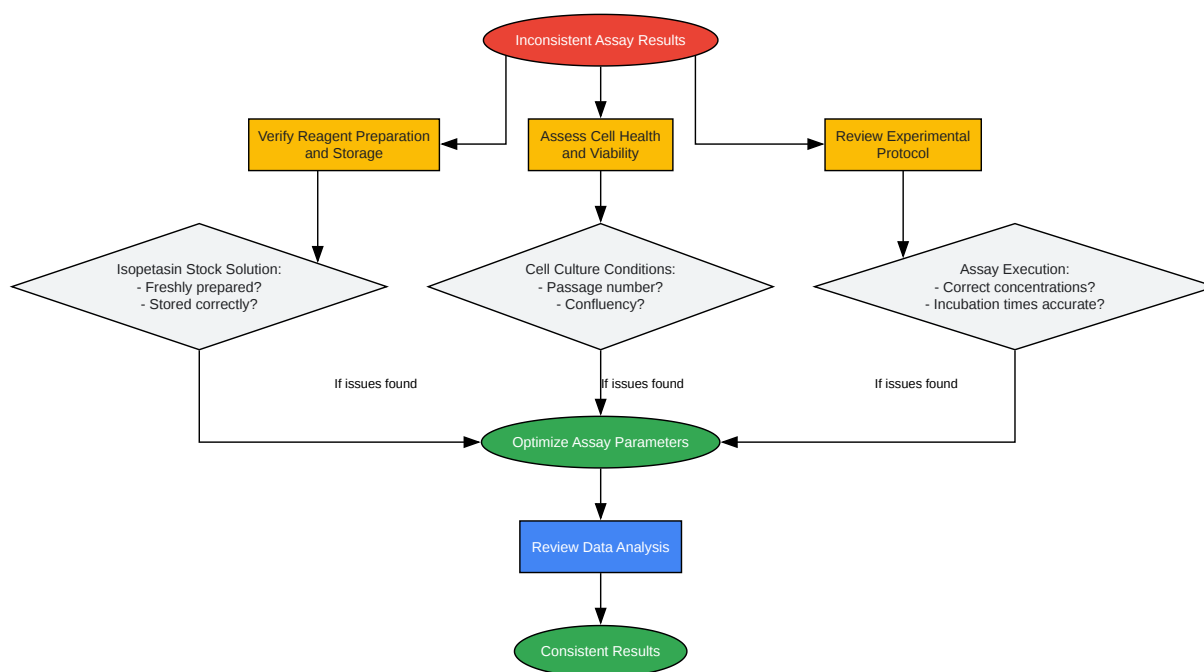 Inconsistent Assay Results
Verify Reagent Preparation
and Storage
Assess Cell Health
and Viability
Review Experimental
Protocol
Isopetasin Stock Solution:
- Freshly prepared?
- Stored correctly?
Cell Culture Conditions:
- Passage number?
- Confluency?
Assay Execution:
- Correct concentrations?
- Incubation times accurate?
If issues found
If issues found
If issues found
Optimize Assay Parameters
Review Data Analysis
Consistent Results